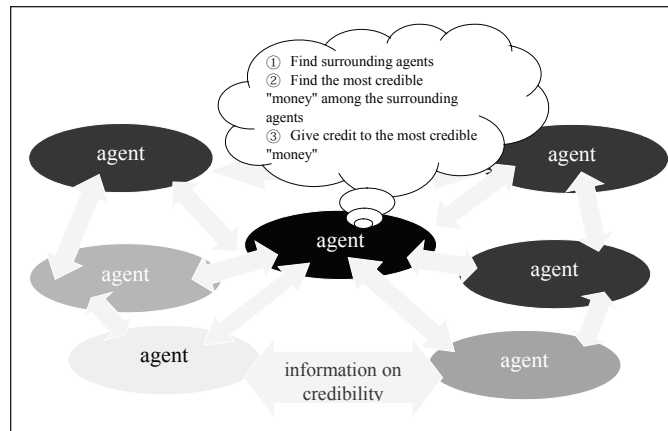 ① Find surrounding agents
② Find the most credible
"money" among the surrounding
agents
③ Give credit to the most credible
"money"
agent
agent
agent
agent
agent
agent
agent
information on
credibility